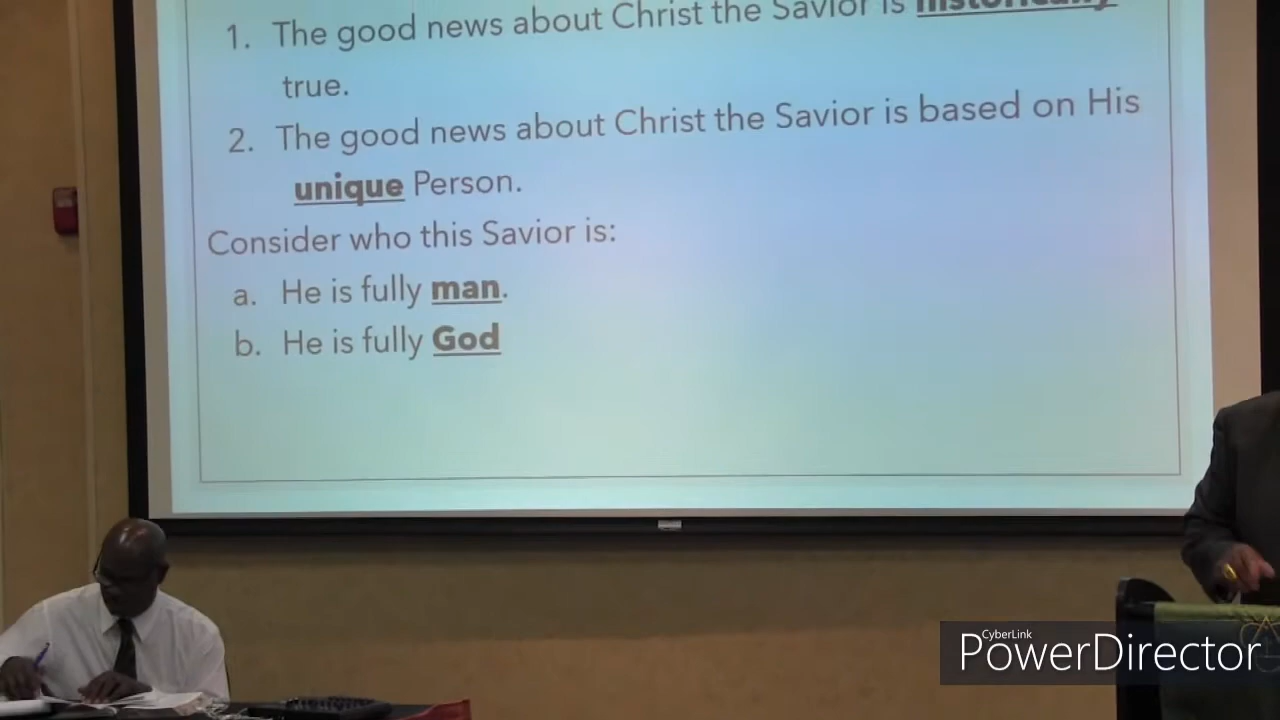 1. The good news about Christ the Savior is historically
true.
2. The good news about Christ the Savior is based on His
unique Person.
Consider who this Savior is:
a. He is fully man.
b. He is fully God
CyberLink
PowerDirector